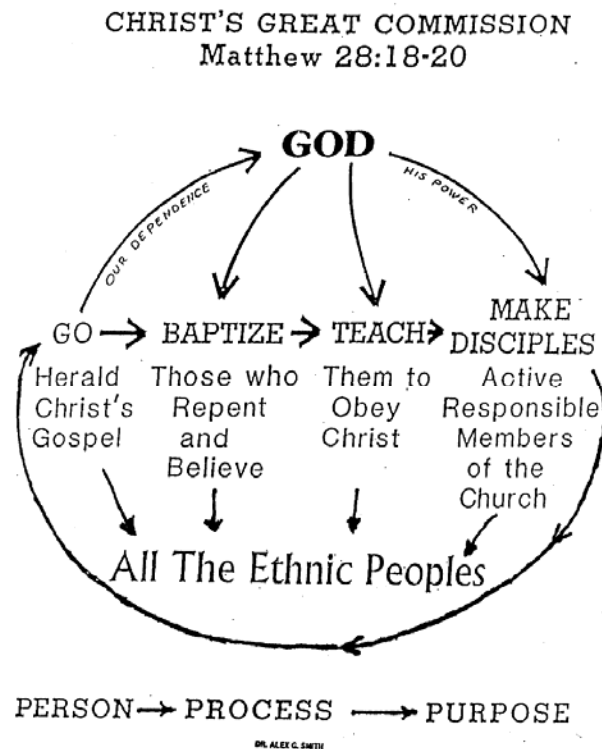 CHRIST'S GREAT COMMISSION
Matthew 28:18-20
GOD
OUR DEPENDENCE
HIS POWER
GO
BAPTIZE
TEACH
MAKE
DISCIPLES
Herald
Christ's
Gospel
Those who
Repent
and
Believe
Them to
Obey
Christ
Active
Responsible
Members
of the
Church
All The Ethnic Peoples
PERSON PROCESS PURPOSE
DR. ALEX G. SMITH